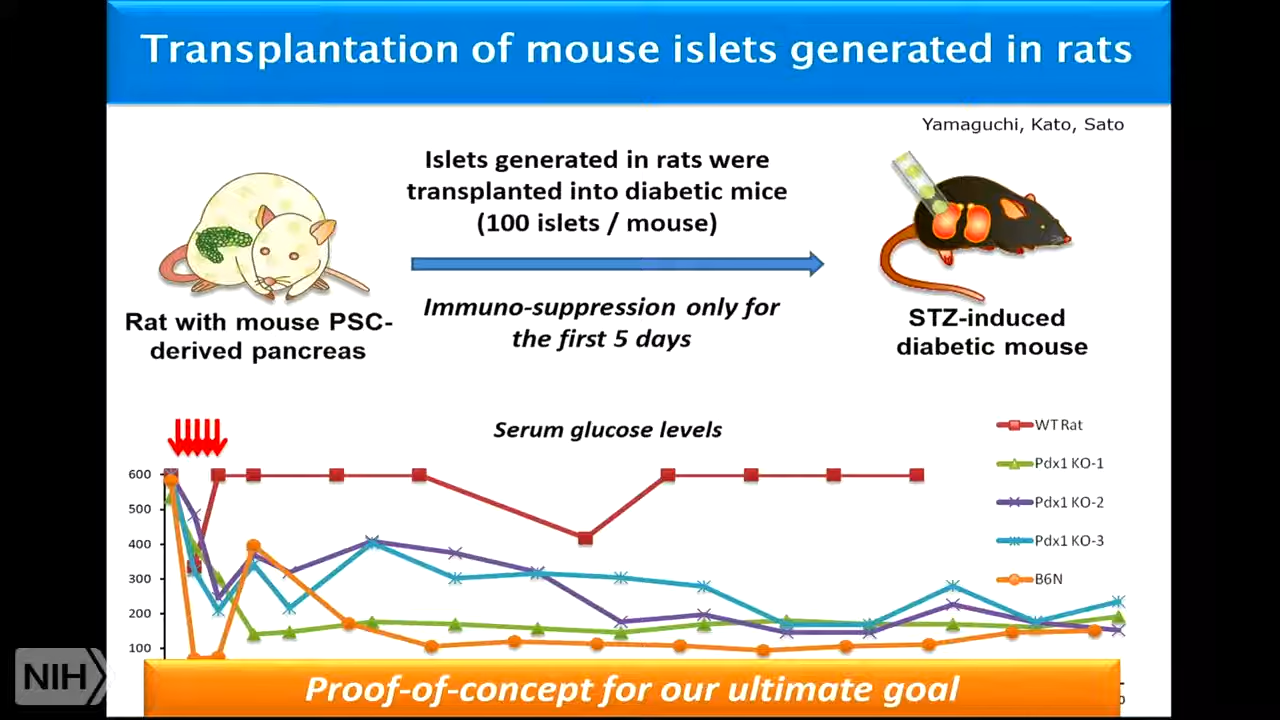 Transplantation of mouse islets generated in rats
Yamaguchi, Kato, Sato
Islets generated in rats were
transplanted into diabetic mice
(100 islets / mouse)
Immuno-suppression only for
the first 5 days
Rat with mouse PSC-
derived pancreas
STZ-induced
diabetic mouse
Serum glucose levels
WT Rat
Pdx1 KO-1
Pdx1 KO-2
Pdx1 KO-3
B6N
600
500
400
300
200
100
NIH
Proof-of-concept for our ultimate goal